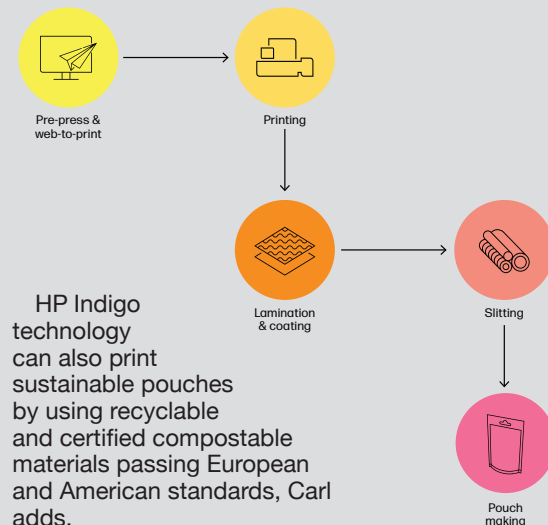 Pre-press &
web-to-print
Printing
Lamination
& coating
Slitting
HP Indigo
technology
can also print
sustainable pouches
by using recyclable
and certified compostable
materials passing European
and American standards, Carl
adds.
Pouch
making